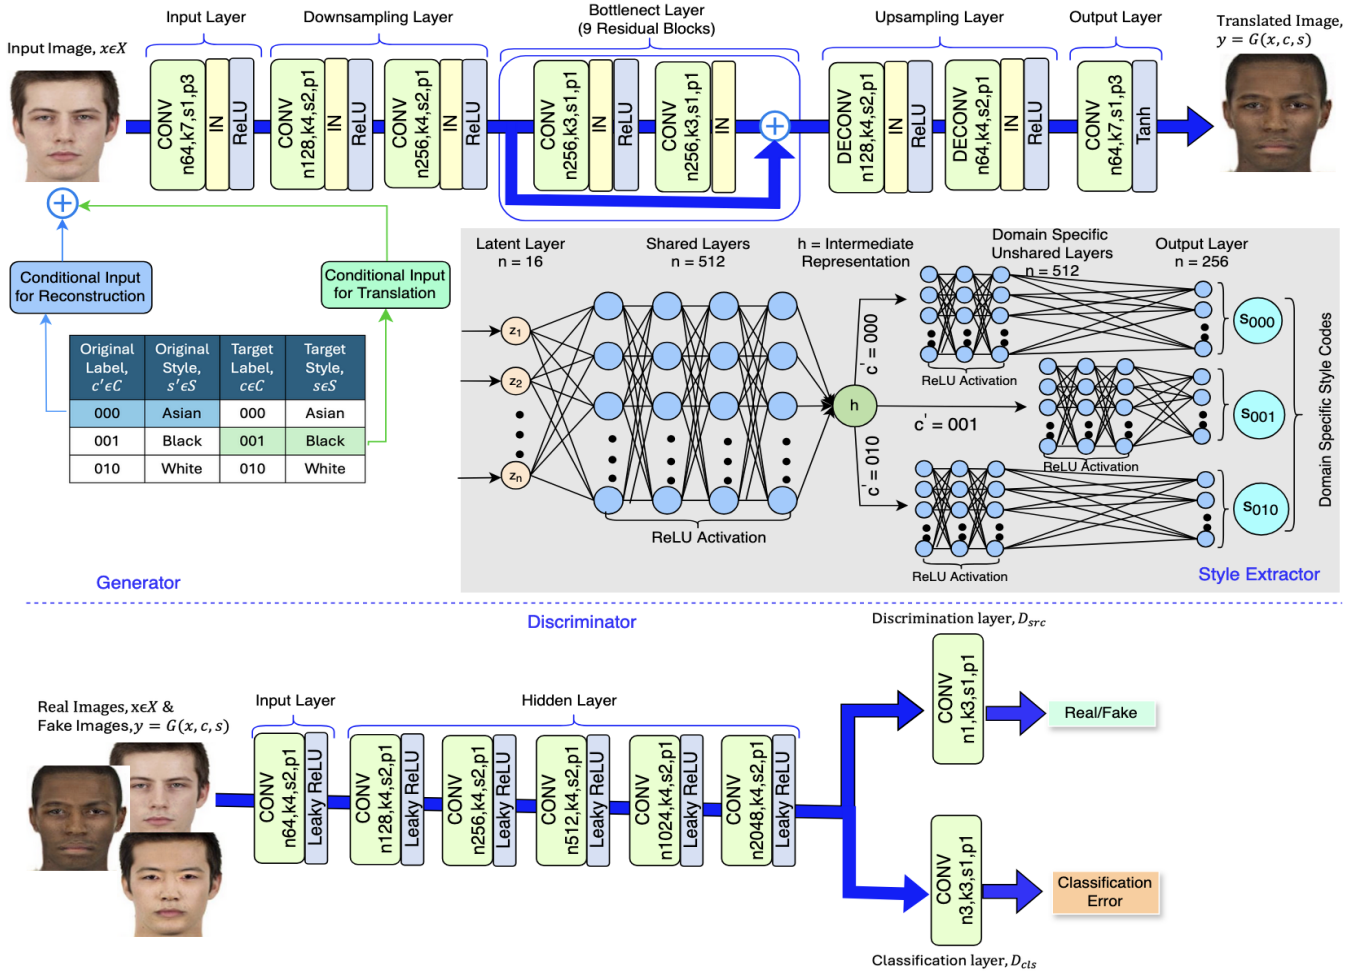 Input Layer
Downsampling Layer
Bottlenect Layer
(9 Residual Blocks)
Upsampling Layer
Output Layer
Translated Image,
y = G(x, c, s)
Input Image, xϵX
CONV
n64,k7,s1,p3
IN
ReLU
CONV
n128,k4,s2,p1
IN
ReLU
CONV
n256,k4,s2,p1
IN
ReLU
CONV
n256,k3,s1,p1
IN
ReLU
CONV
n256,k3,s1,p1
IN
+
DECONV
n128,k4,s2,p1
IN
ReLU
DECONV
n64,k4,s2,p1
IN
ReLU
CONV
n64,k7,s1,p3
Tanh
+
Conditional Input
for Reconstruction
Conditional Input
for Translation
Original Label, c'ϵC
Original Style, s'ϵS
Target Label, cϵC
Target Style, sϵS
000 Asian 000 Asian
001 Black 001 Black
010 White 010 White
Generator
Latent Layer
n = 16
Shared Layers
n = 512
h = Intermediate
Representation
Domain Specific
Unshared Layers
n = 512
Output Layer
n = 256
z1
z2
zn
ReLU Activation
h
c' = 000
c' = 001
c' = 010
ReLU Activation
ReLU Activation
ReLU Activation
S000
S001
S010
Domain Specific Style Codes
Style Extractor
Discriminator
Real Images, xϵX &
Fake Images, y = G(x, c, s)
Input Layer
Hidden Layer
CONV
n64,k4,s2,p1
Leaky ReLU
CONV
n128,k4,s2,p1
Leaky ReLU
CONV
n256,k4,s2,p1
Leaky ReLU
CONV
n512,k4,s2,p1
Leaky ReLU
CONV
n1024,k4,s2,p1
Leaky ReLU
CONV
n2048,k4,s2,p1
Leaky ReLU
Discrimination layer, Dsrc
CONV
n1,k3,s1,p1
Real/Fake
CONV
n3,k3,s1,p1
Classification
Error
Classification layer, Dcls